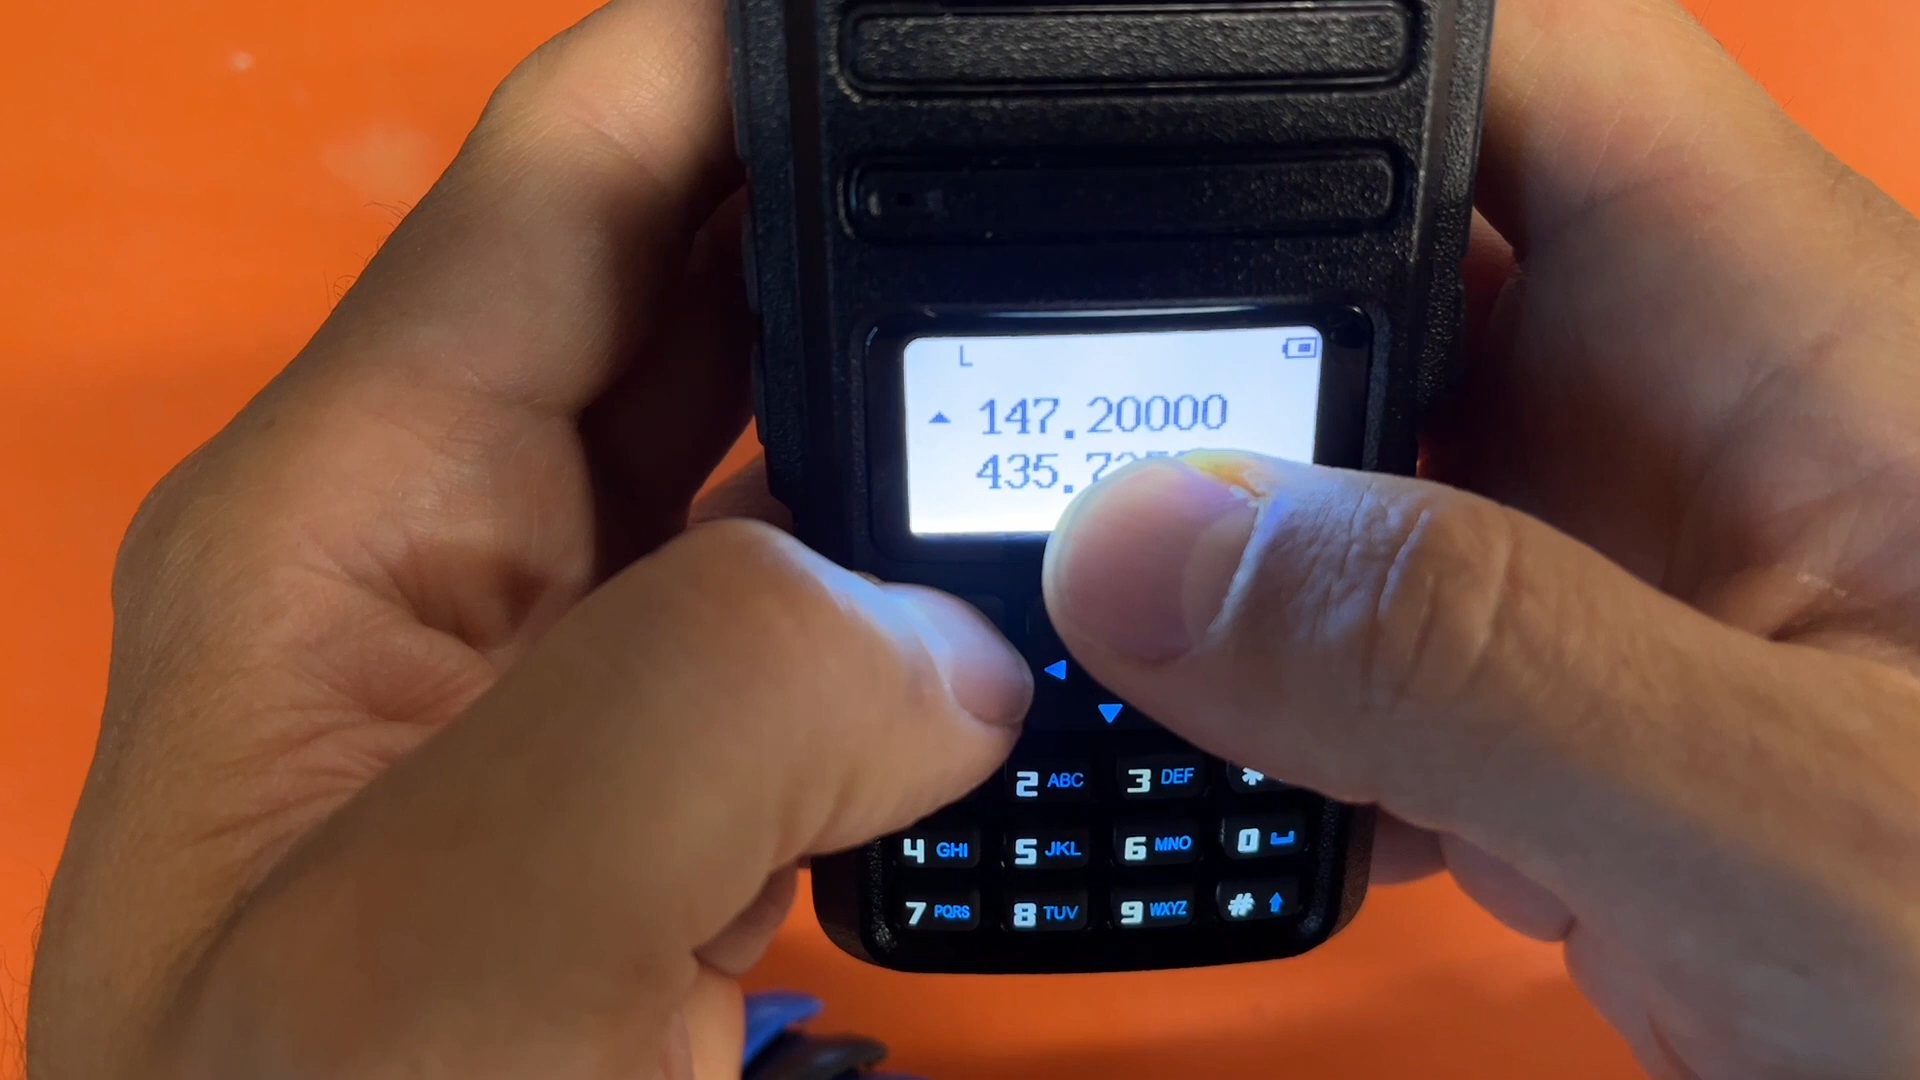 L
147.20000
435.
2 ABC 3 DEF *
4 GHI 5 JKL 6 MNO 0
7 PQRS 8 TUV 9 WXYZ #